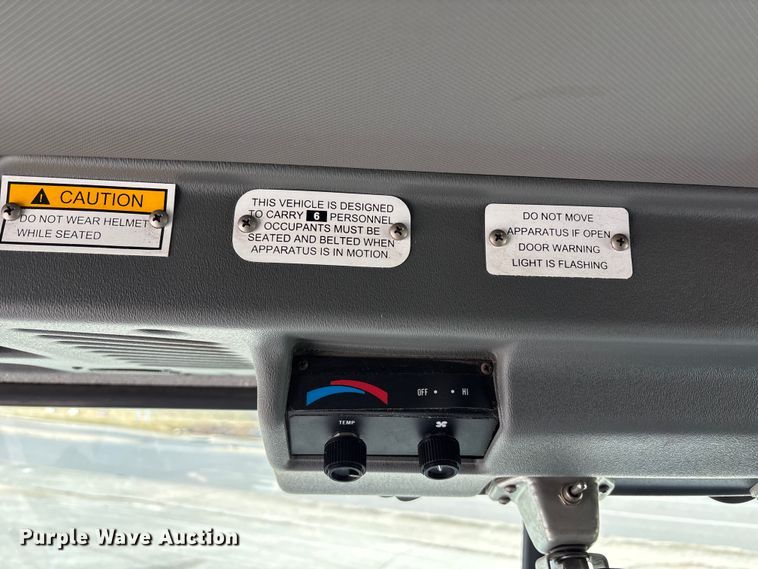 CAUTION
DO NOT WEAR HELMET
WHILE SEATED
THIS VEHICLE IS DESIGNED
TO CARRY 6 PERSONNEL
OCCUPANTS MUST BE
SEATED AND BELTED WHEN
APPARATUS IS IN MOTION.
DO NOT MOVE
APPARATUS IF OPEN
DOOR WARNING
LIGHT IS FLASHING
OFF • • HI
TEMP
Purple Wave Auction